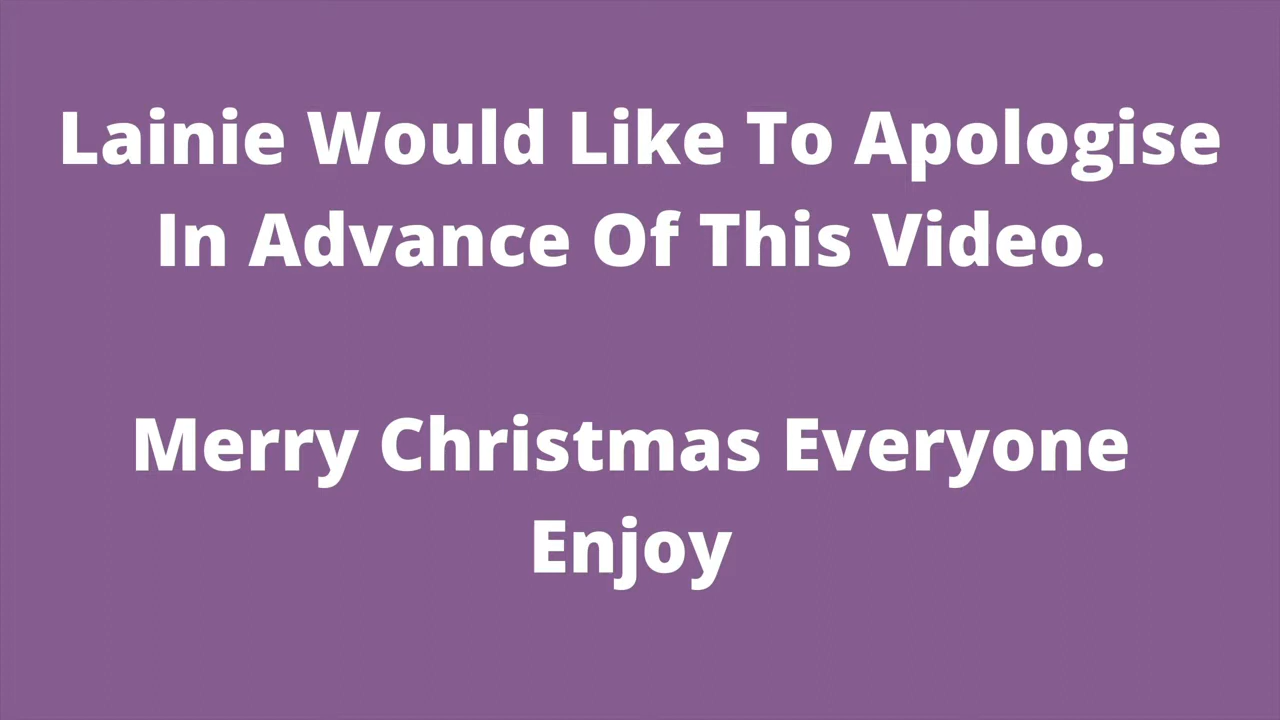 Lainie Would Like To Apologise
In Advance Of This Video.
Merry Christmas Everyone
Enjoy